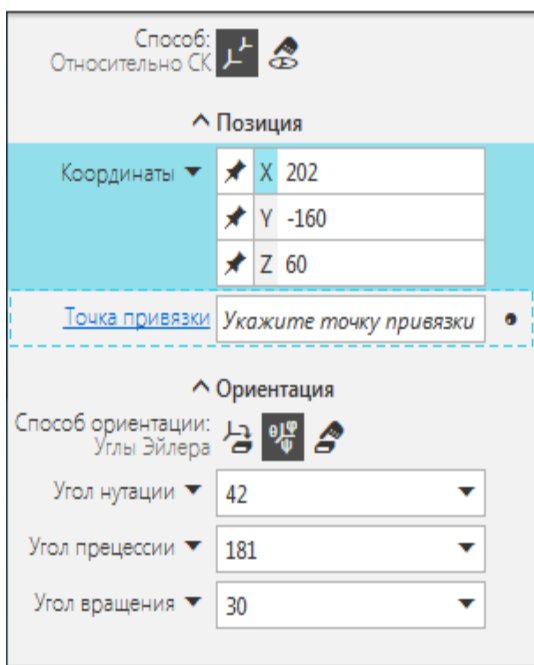 Способ:
Относительно СК
Позиция
Координаты X 202
Y -160
Z 60
Точка привязки Укажите точку привязки
Ориентация
Способ ориентации:
Углы Эйлера θ φ ψ
Угол нутации 42
Угол прецессии 181
Угол вращения 30